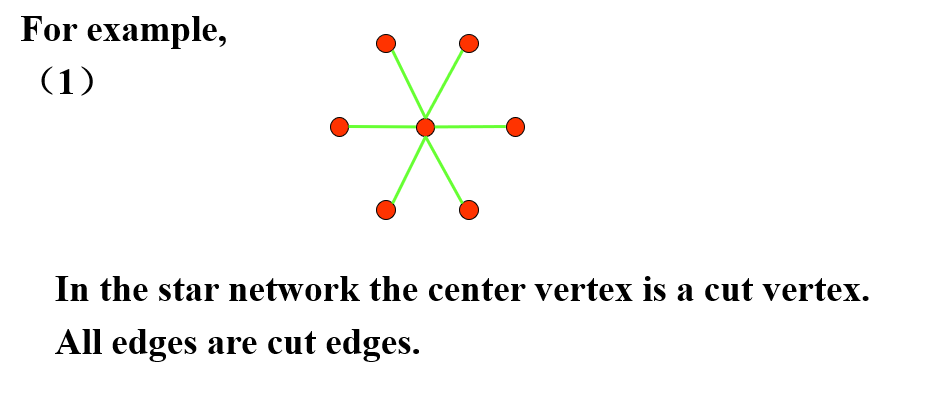 For example,
（1）
In the star network the center vertex is a cut vertex.
All edges are cut edges.